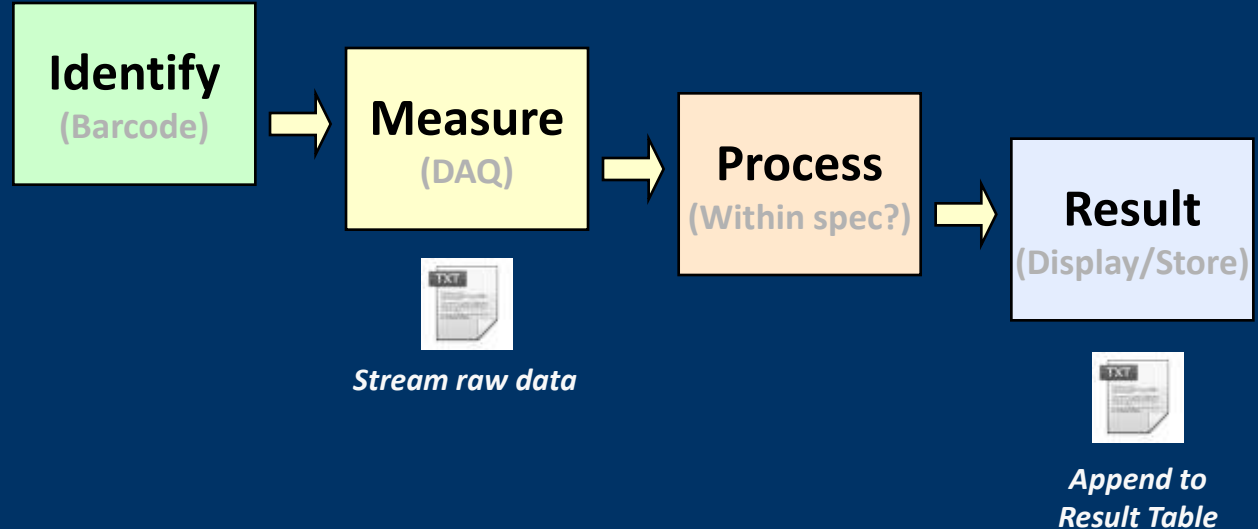 Identify
(Barcode)
Measure
(DAQ)
TXT
Stream raw data
Process
(Within spec?)
Result
(Display/Store)
TXT
Append to
Result Table